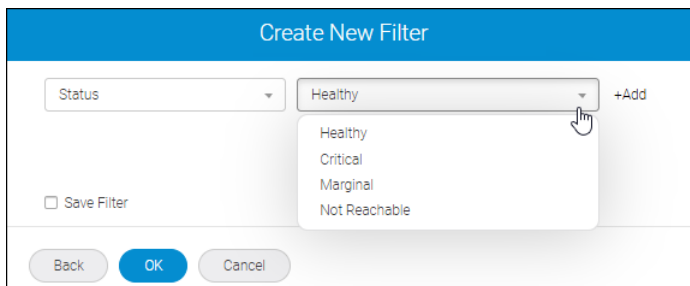 Create New Filter
Status
Healthy
+Add
Healthy
Critical
Marginal
Not Reachable
Save Filter
Back
OK
Cancel